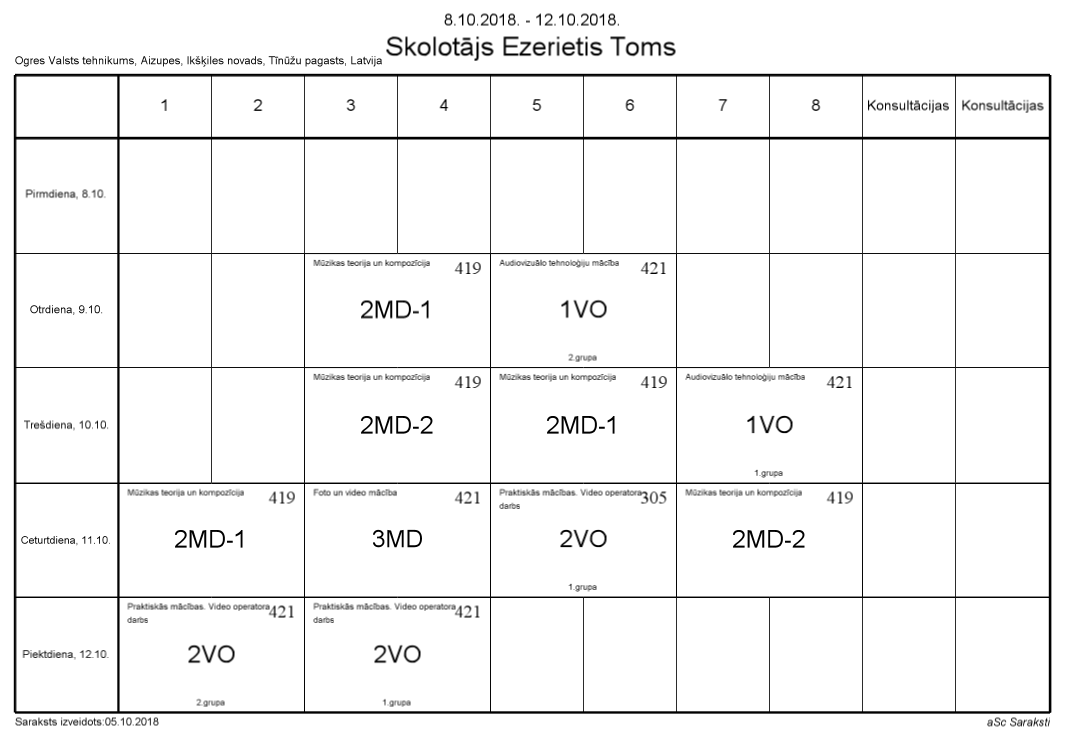 8.10.2018. - 12.10.2018.
Skolotājs Ezerietis Toms
Ogres Valsts tehnikums, Aizupes, Ikšķiles novads, Tīnūžu pagasts, Latvija
1 2 3 4 5 6 7 8 Konsultācijas Konsultācijas
Pirmdiena, 8.10.
Mūzikas teorija un kompozīcija 419 Audiovizuālo tehnoloģiju mācība 421
Otrdiena, 9.10. 2MD-1 1VO
2.grupa
Mūzikas teorija un kompozīcija 419 Mūzikas teorija un kompozīcija 419 Audiovizuālo tehnoloģiju mācība 421
Trešdiena, 10.10. 2MD-2 2MD-1 1VO
1.grupa
Mūzikas teorija un kompozīcija 419 Foto un video mācība 421 Praktiskās mācības. Video operatora 305 Mūzikas teorija un kompozīcija 419
darbs
Ceturtdiena, 11.10. 2MD-1 3MD 2VO 2MD-2
1.grupa
Praktiskās mācības. Video operatora 421 Praktiskās mācības. Video operatora 421
darbs darbs
Piektdiena, 12.10. 2VO 2VO
2.grupa 1.grupa
Saraksts izveidots:05.10.2018 aSc Saraksti